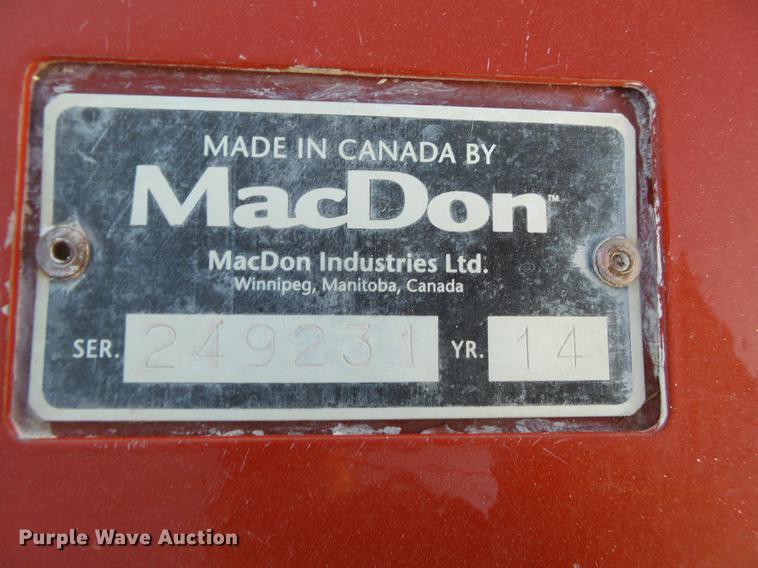 MADE IN CANADA BY
MacDon™
MacDon Industries Ltd.
Winnipeg, Manitoba, Canada
SER. 249231 YR. 14
Purple Wave Auction